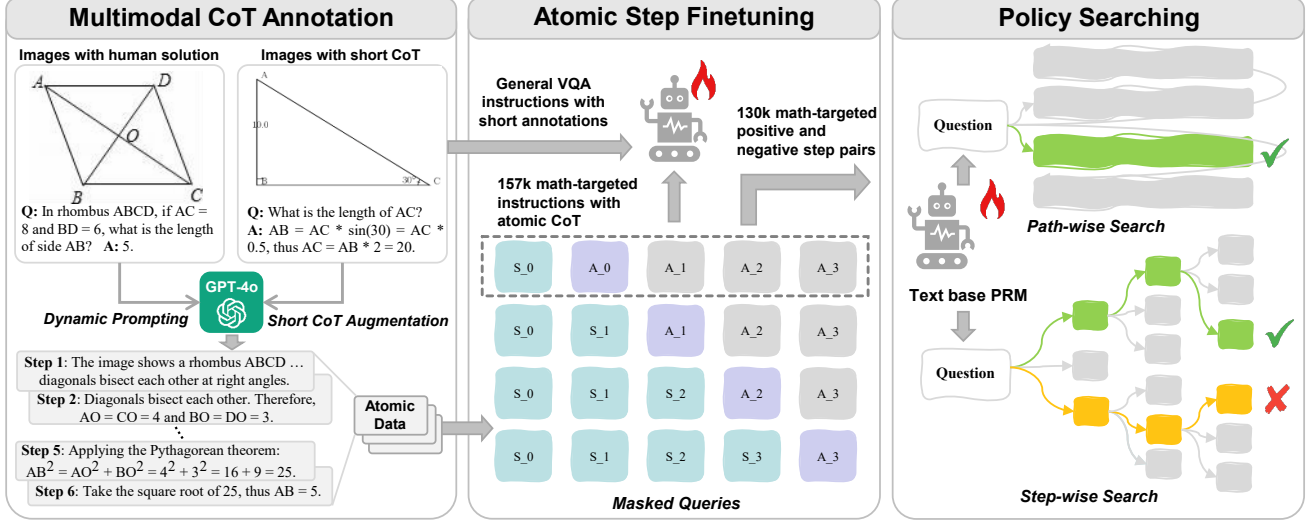 Multimodal CoT Annotation
Images with human solution
Images with short CoT
A
D
O
B
C
A
10.0
B
30°
C
Q: In rhombus ABCD, if AC =
8 and BD = 6, what is the length
of side AB? A: 5.
Q: What is the length of AC?
A: AB = AC * sin(30) = AC *
0.5, thus AC = AB * 2 = 20.
GPT-4o
Dynamic Prompting
Short CoT Augmentation
Step 1: The image shows a rhombus ABCD …
diagonals bisect each other at right angles.
Step 2: Diagonals bisect each other. Therefore,
AO = CO = 4 and BO = DO = 3.
Step 5: Applying the Pythagorean theorem:
AB² = AO² + BO² = 4² + 3² = 16 + 9 = 25.
Step 6: Take the square root of 25, thus AB = 5.
Atomic
Data
Atomic Step Finetuning
General VQA
instructions with
short annotations
130k math-targeted
positive and
negative step pairs
157k math-targeted
instructions with
atomic CoT
S_0 A_0 A_1 A_2 A_3
S_0 S_1 A_1 A_2 A_3
S_0 S_1 S_2 A_2 A_3
S_0 S_1 S_2 S_3 A_3
Masked Queries
Policy Searching
Question
Path-wise Search
Text base PRM
Question
Step-wise Search